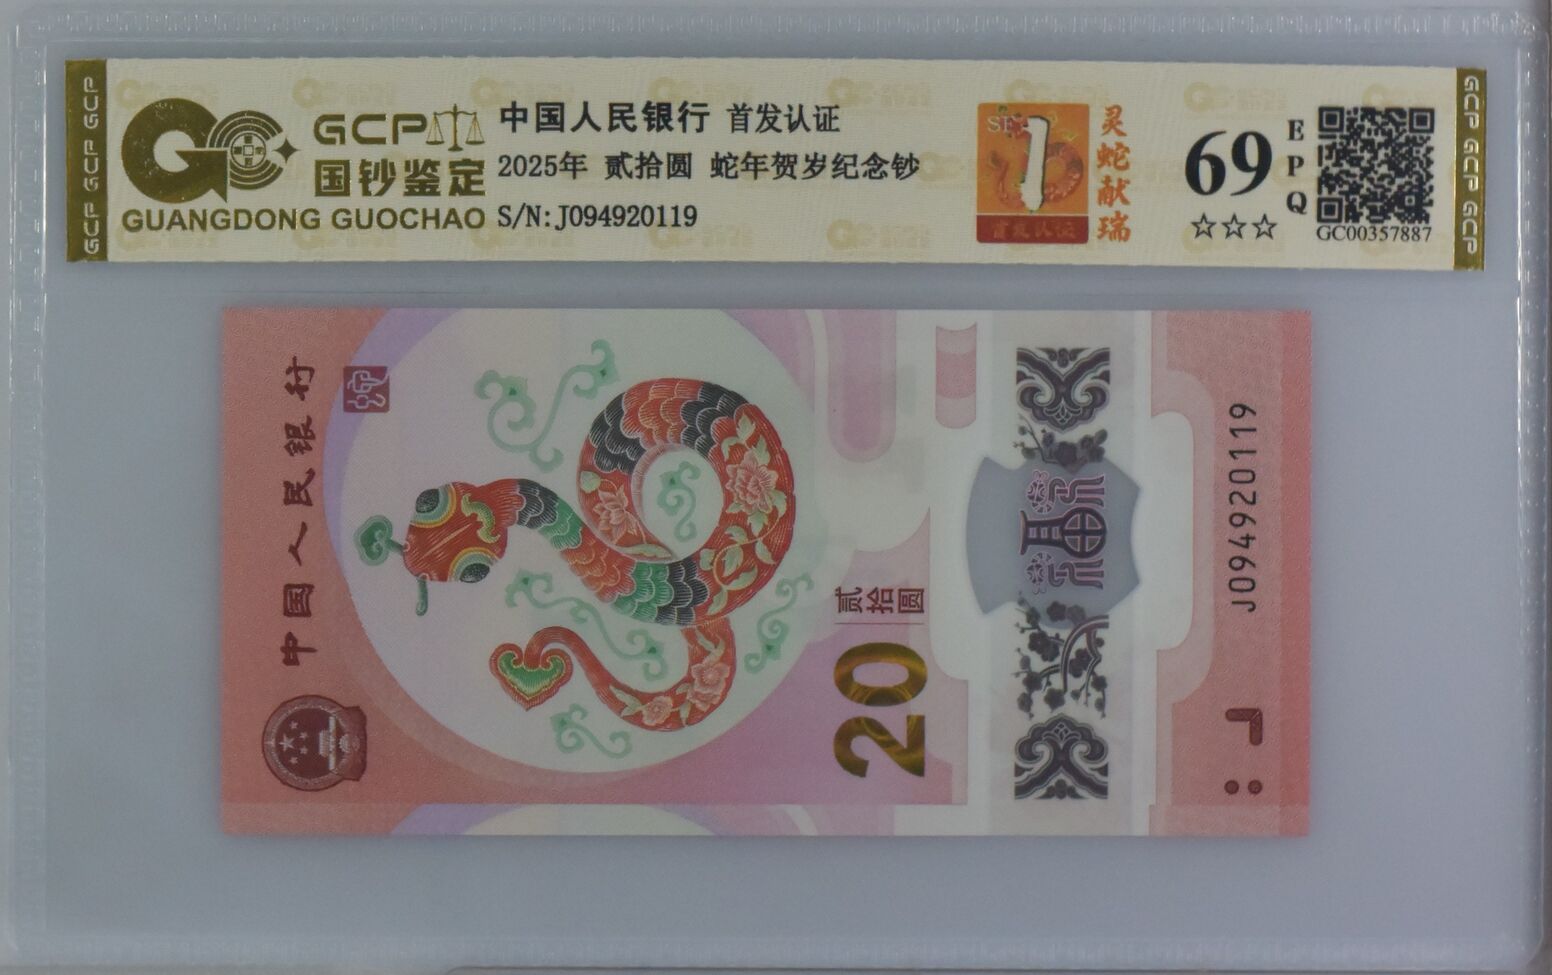 GCP GCP GCP
GCP
国钞鉴定
GUANGDONG GUOCHAO
中国人民银行 首发认证
2025年 贰拾圆 蛇年贺岁纪念钞
S/N:J094920119
1
首发认证
灵蛇献瑞
69
EPQ
☆☆☆
GC00357887
GCP GCP GCP
中国人民银行
贰拾圆
20
福
J094920119